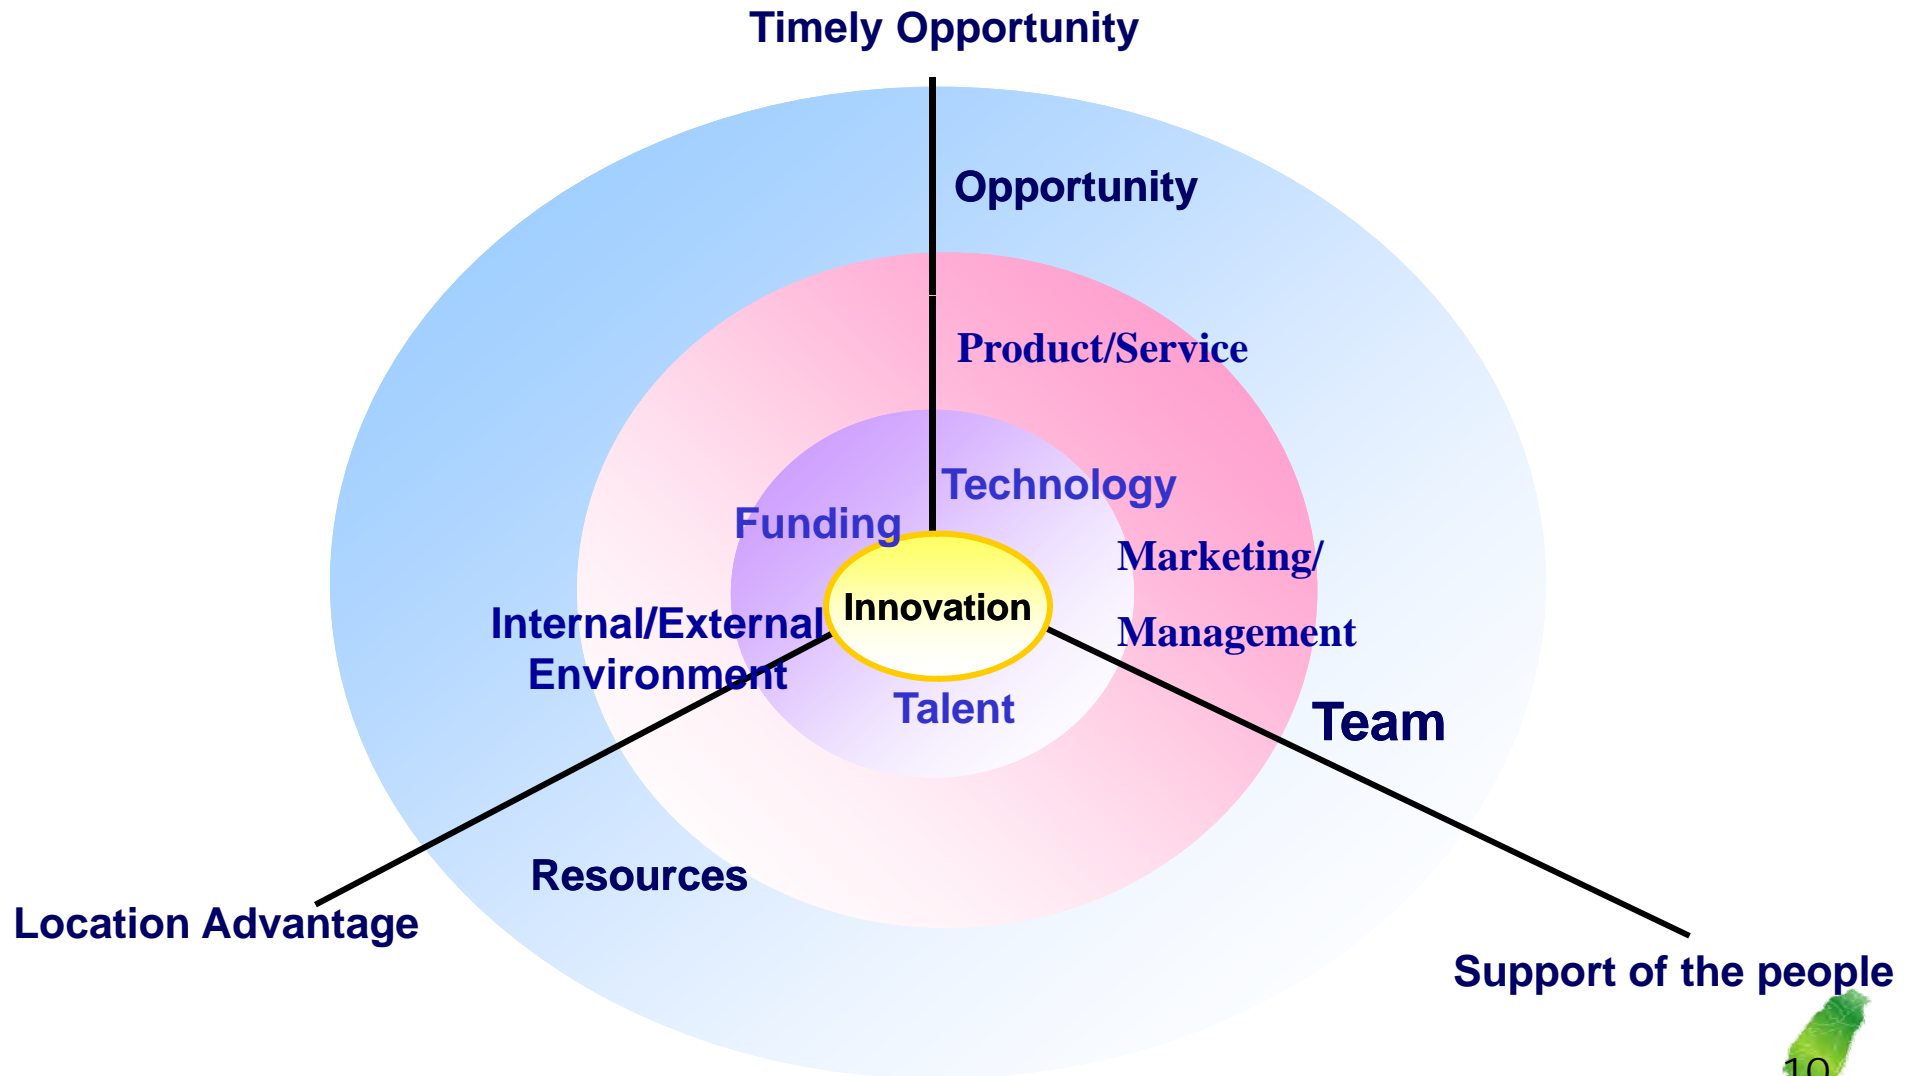 Timely Opportunity
Opportunity
Product/Service
Technology
Funding
Marketing/
Innovation
Internal/External
Management
Environment
Talent
Team
Resources
Location Advantage
Support of the people
10